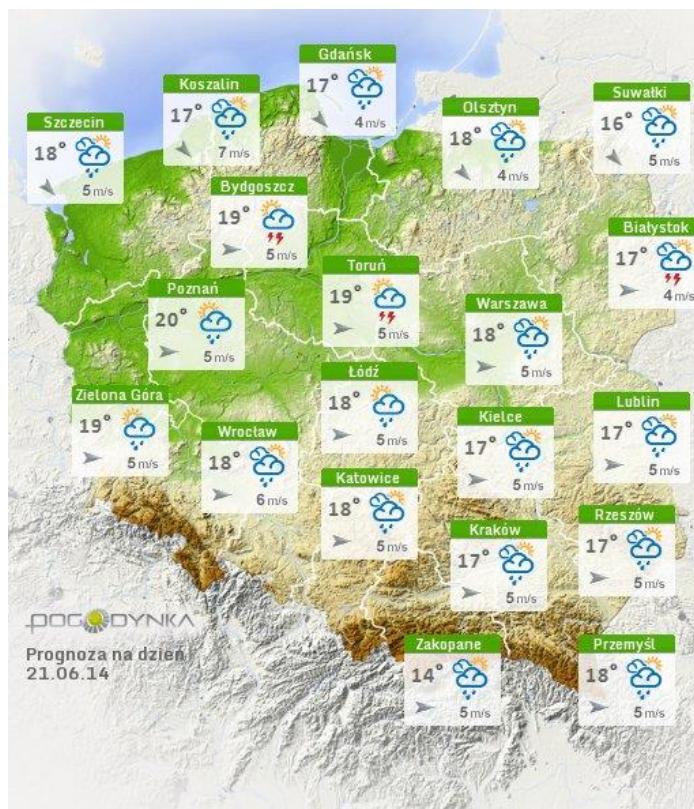 Gdańsk
17°
4 m/s
Koszalin
17°
7 m/s
Suwałki
16°
5 m/s
Olsztyn
18°
4 m/s
Szczecin
18°
5 m/s
Bydgoszcz
19°
5 m/s
Białystok
17°
4 m/s
Toruń
19°
5 m/s
Poznań
20°
5 m/s
Warszawa
18°
5 m/s
Łódź
18°
5 m/s
Zielona Góra
19°
5 m/s
Lublin
17°
5 m/s
Kielce
17°
5 m/s
Wrocław
18°
6 m/s
Katowice
18°
5 m/s
Rzeszów
17°
5 m/s
Kraków
17°
5 m/s
POGODYNKA
Prognoza na dzień
21.06.14
Zakopane
14°
5 m/s
Przemyśl
18°
5 m/s